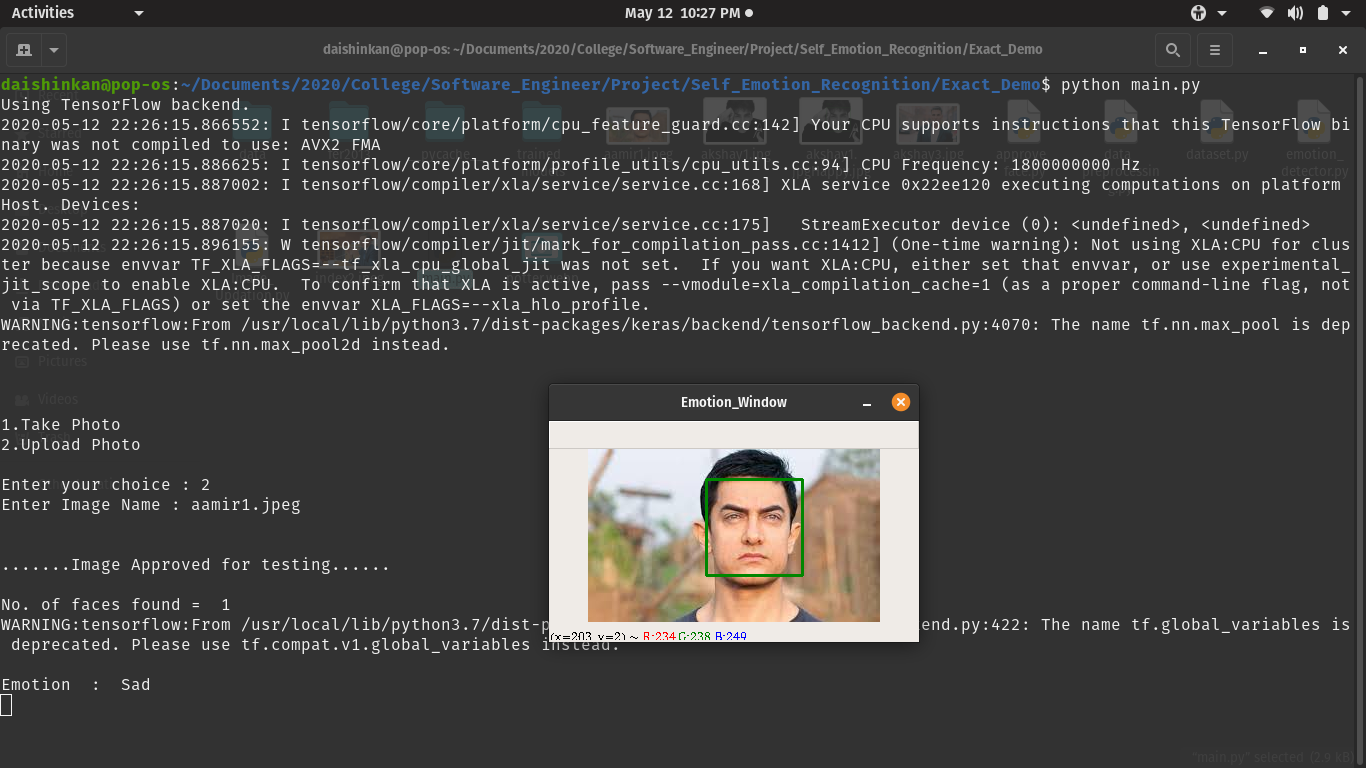 Activities
May 12 10:27 PM
daishinkan@pop-os: ~/Documents/2020/College/Software_Engineer/Project/Self_Emotion_Recognition/Exact_Demo
daishinkan@pop-os:~/Documents/2020/College/Software_Engineer/Project/Self_Emotion_Recognition/Exact_Demo$ python main.py
Using TensorFlow backend.
2020-05-12 22:26:15.866552: I tensorflow/core/platform/cpu_feature_guard.cc:142] Your CPU supports instructions that this TensorFlow bi
nary was not compiled to use: AVX2 FMA
2020-05-12 22:26:15.886625: I tensorflow/core/platform/profile_utils/cpu_utils.cc:94] CPU Frequency: 1800000000 Hz
2020-05-12 22:26:15.887002: I tensorflow/compiler/xla/service/service.cc:168] XLA service 0x22ee120 executing computations on platform
Host. Devices:
2020-05-12 22:26:15.887020: I tensorflow/compiler/xla/service/service.cc:175]   StreamExecutor device (0): <undefined>, <undefined>
2020-05-12 22:26:15.896155: W tensorflow/compiler/jit/mark_for_compilation_pass.cc:1412] (One-time warning): Not using XLA:CPU for clus
ter because envvar TF_XLA_FLAGS=--tf_xla_cpu_global_jit was not set.  If you want XLA:CPU, either set that envvar, or use experimental_
jit_scope to enable XLA:CPU.  To confirm that XLA is active, pass --vmodule=xla_compilation_cache=1 (as a proper command-line flag, not
via TF_XLA_FLAGS) or set the envvar XLA_FLAGS=--xla_hlo_profile.
WARNING:tensorflow:From /usr/local/lib/python3.7/dist-packages/keras/backend/tensorflow_backend.py:4070: The name tf.nn.max_pool is dep
recated. Please use tf.nn.max_pool2d instead.
Pictures
Videos
1.Take Photo
2.Upload Photo
Enter your choice : 2
Enter Image Name : aamir1.jpeg
.......Image Approved for testing......
No. of faces found =  1
WARNING:tensorflow:From /usr/local/lib/python3.7/dist-p end.py:422: The name tf.global_variables is
deprecated. Please use tf.compat.v1.global_variables instead.
Emotion  :  Sad
Emotion_Window
(x=203, y=2) ~ R:234 G:238 B:249
"main.py" selected (2.9 kB)